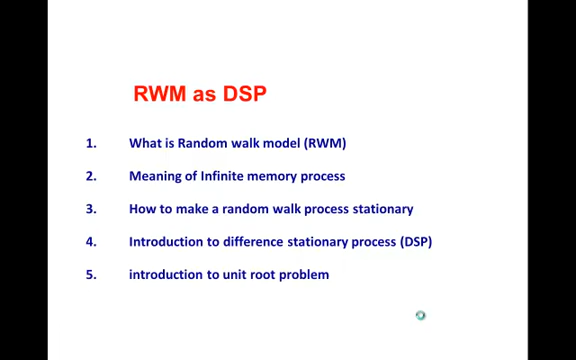 RWM as DSP
1. What is Random walk model (RWM)
2. Meaning of Infinite memory process
3. How to make a random walk process stationary
4. Introduction to difference stationary process (DSP)
5. introduction to unit root problem